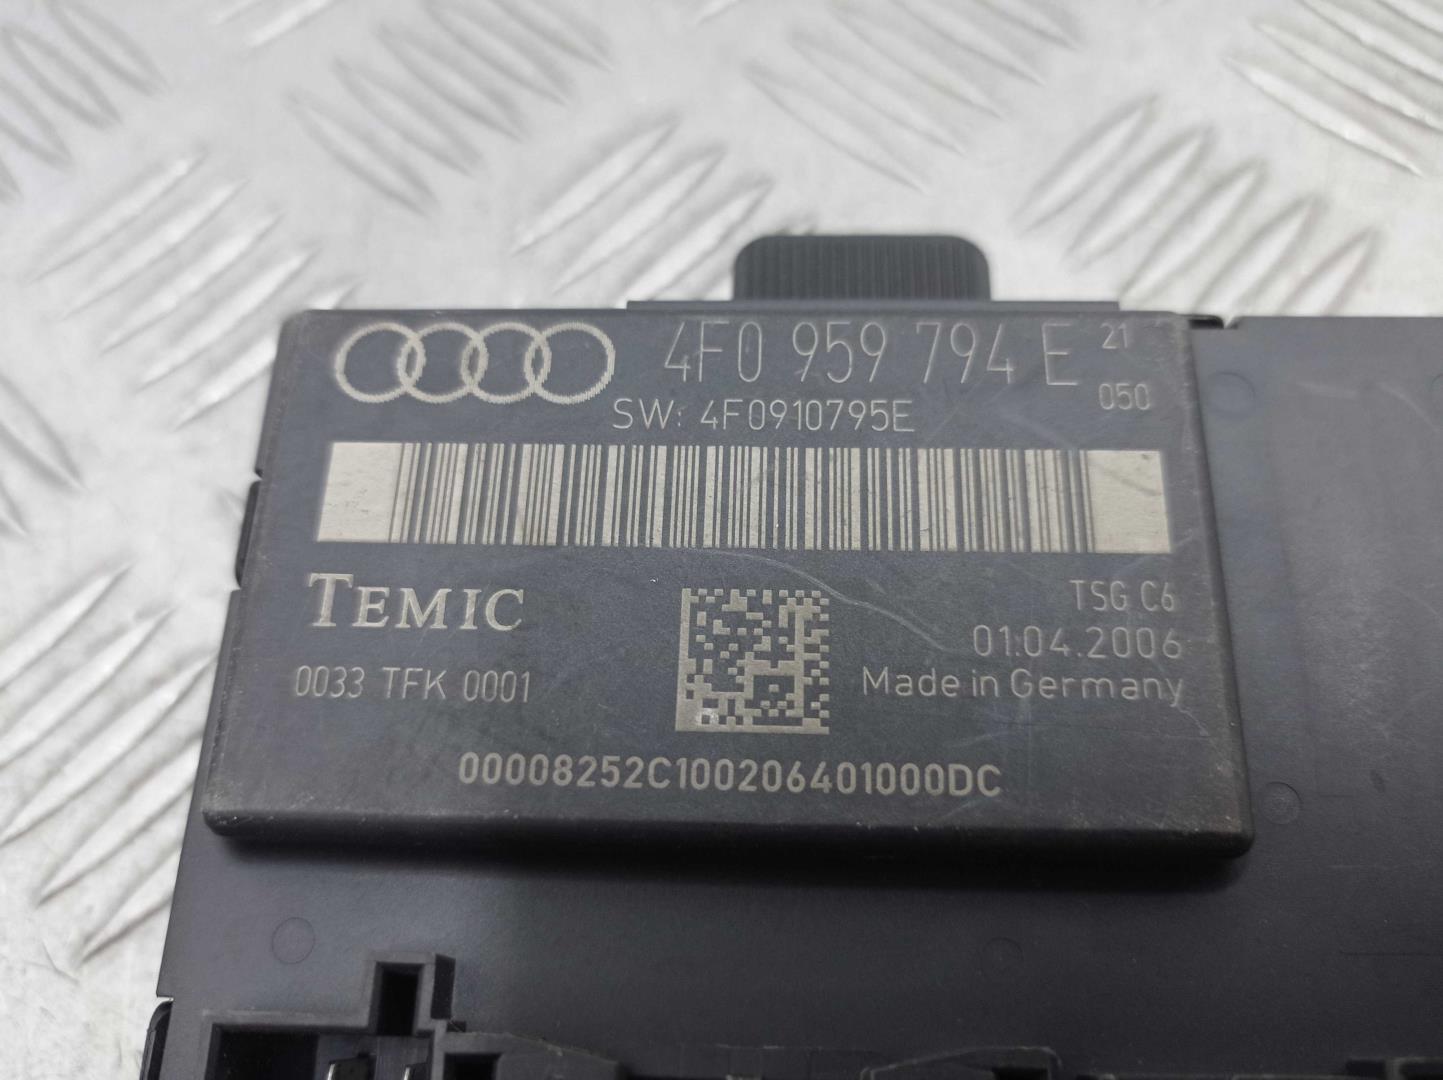 4F0 959 794 E 21
050
SW: 4F0910795E
TEMIC
TSG C6
01.04.2006
0033 TFK 0001
Made in Germany
00008252C100206401000DC